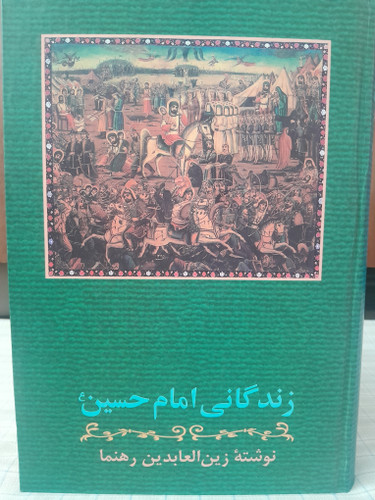 زندگانی امام حسین ؑ
نوشتهٔ زین‌العابدین رهنما